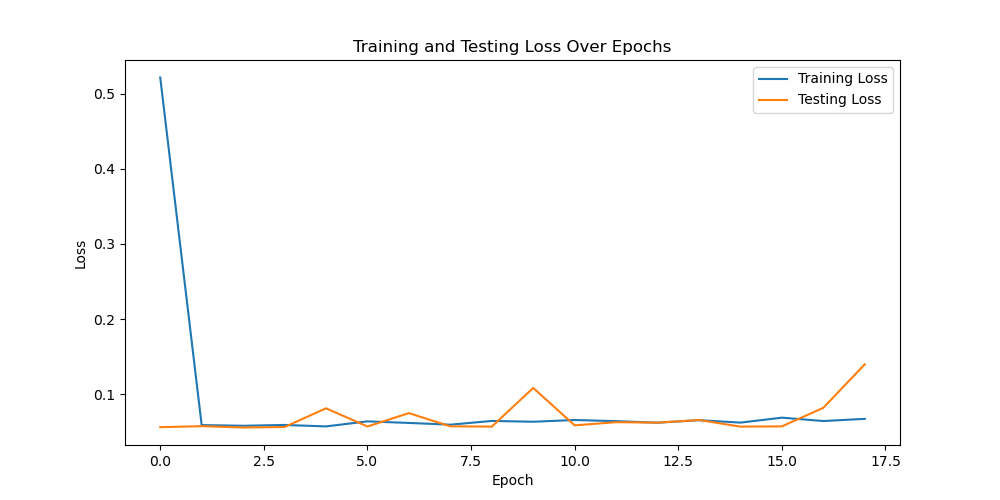 Training and Testing Loss Over Epochs
Training Loss
Testing Loss
0.5
0.4
0.3
0.2
0.1
Loss
0.0 2.5 5.0 7.5 10.0 12.5 15.0 17.5
Epoch